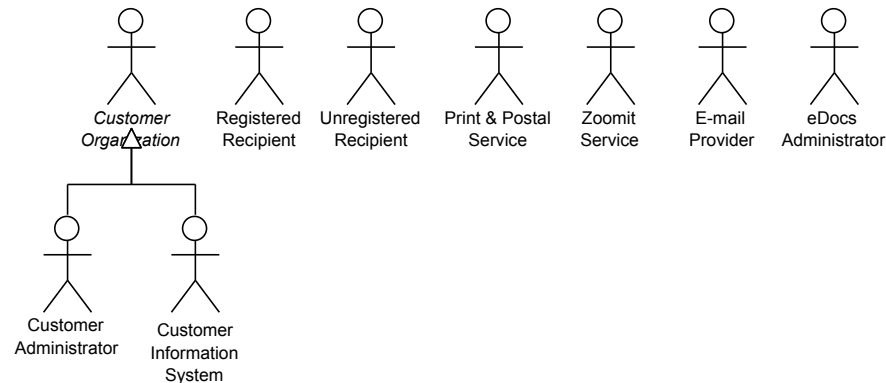 Customer
Organization
Registered
Recipient
Unregistered
Recipient
Print & Postal
Service
Zoomit
Service
E-mail
Provider
eDocs
Administrator
Customer
Administrator
Customer
Information
System